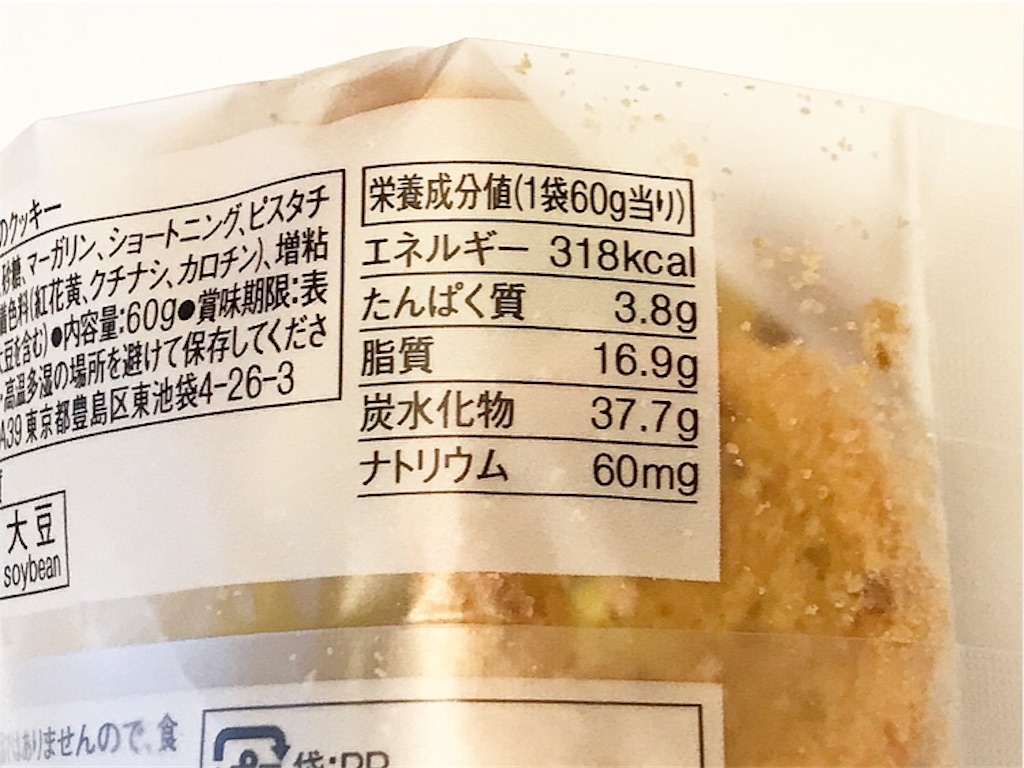 のクッキー
砂糖、マーガリン、ショートニング、ピスタチ
着色料(紅花黄、クチナシ、カロチン)、増粘
大豆を含む)●内容量:60g●賞味期限:表
高温多湿の場所を避けて保存してくださ
A39 東京都豊島区東池袋4-26-3
大豆
soybean
栄養成分値(1袋60g当り)
エネルギー 318kcal
たんぱく質 3.8g
脂質 16.9g
炭水化物 37.7g
ナトリウム 60mg
ありませんので、食
袋:PP